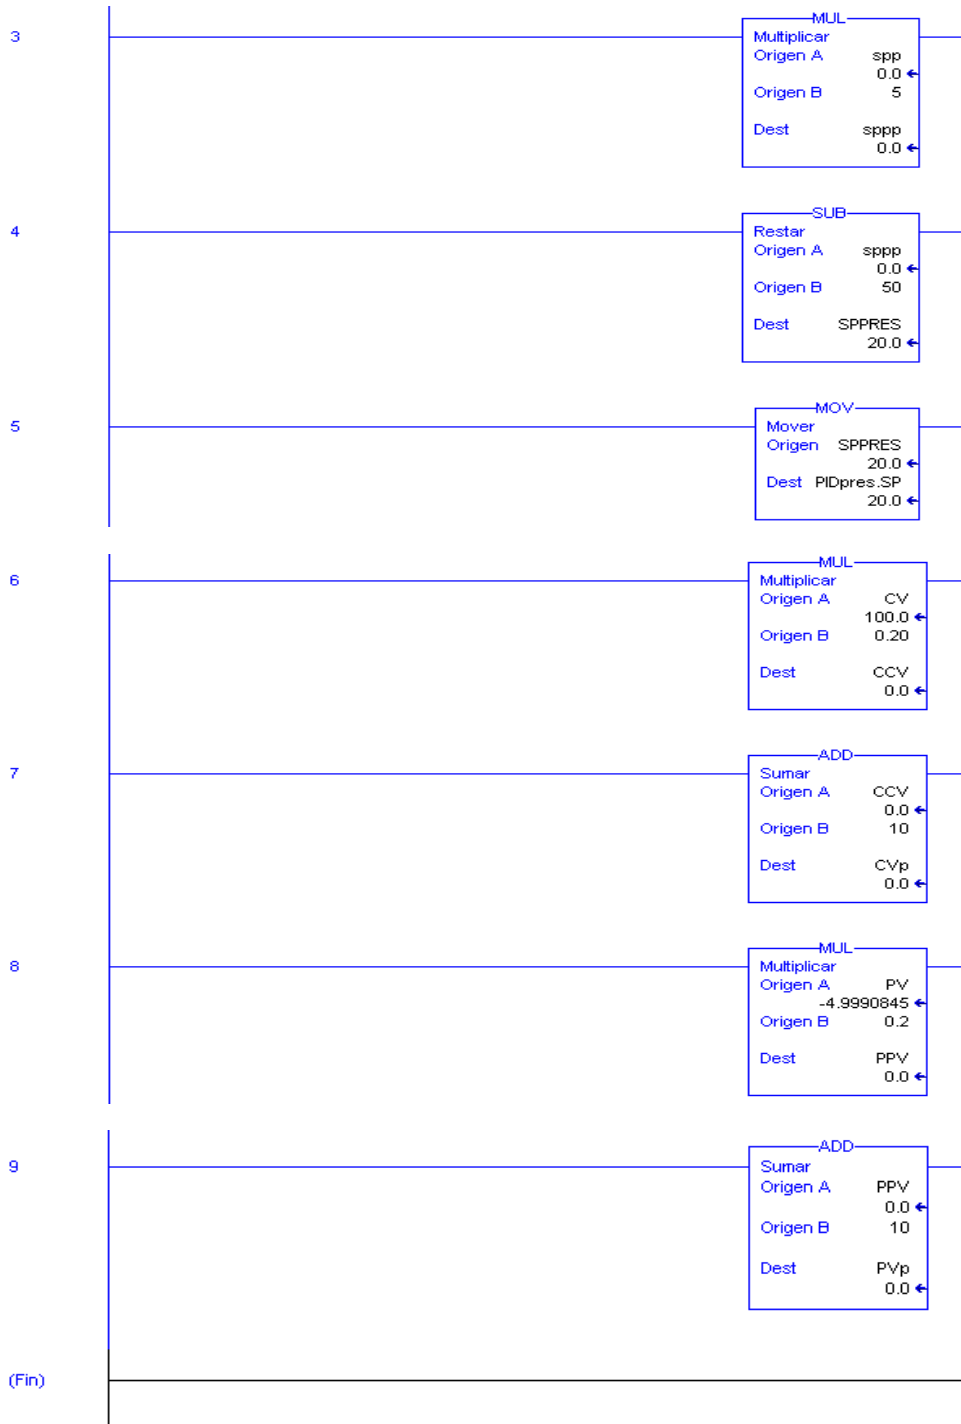 3
MUL
Multiplicar
Origen A spp
0.0
Origen B 5
Dest sppp
0.0
4
SUB
Restar
Origen A sppp
0.0
Origen B 50
Dest SPPRES
20.0
5
MOV
Mover
Origen SPPRES
20.0
Dest PIDpres.SP
20.0
6
MUL
Multiplicar
Origen A CV
100.0
Origen B 0.20
Dest CCV
0.0
7
ADD
Sumar
Origen A CCV
0.0
Origen B 10
Dest CVp
0.0
8
MUL
Multiplicar
Origen A PV
-4.9990845
Origen B 0.2
Dest PPV
0.0
9
ADD
Sumar
Origen A PPV
0.0
Origen B 10
Dest PVp
0.0
(Fin)